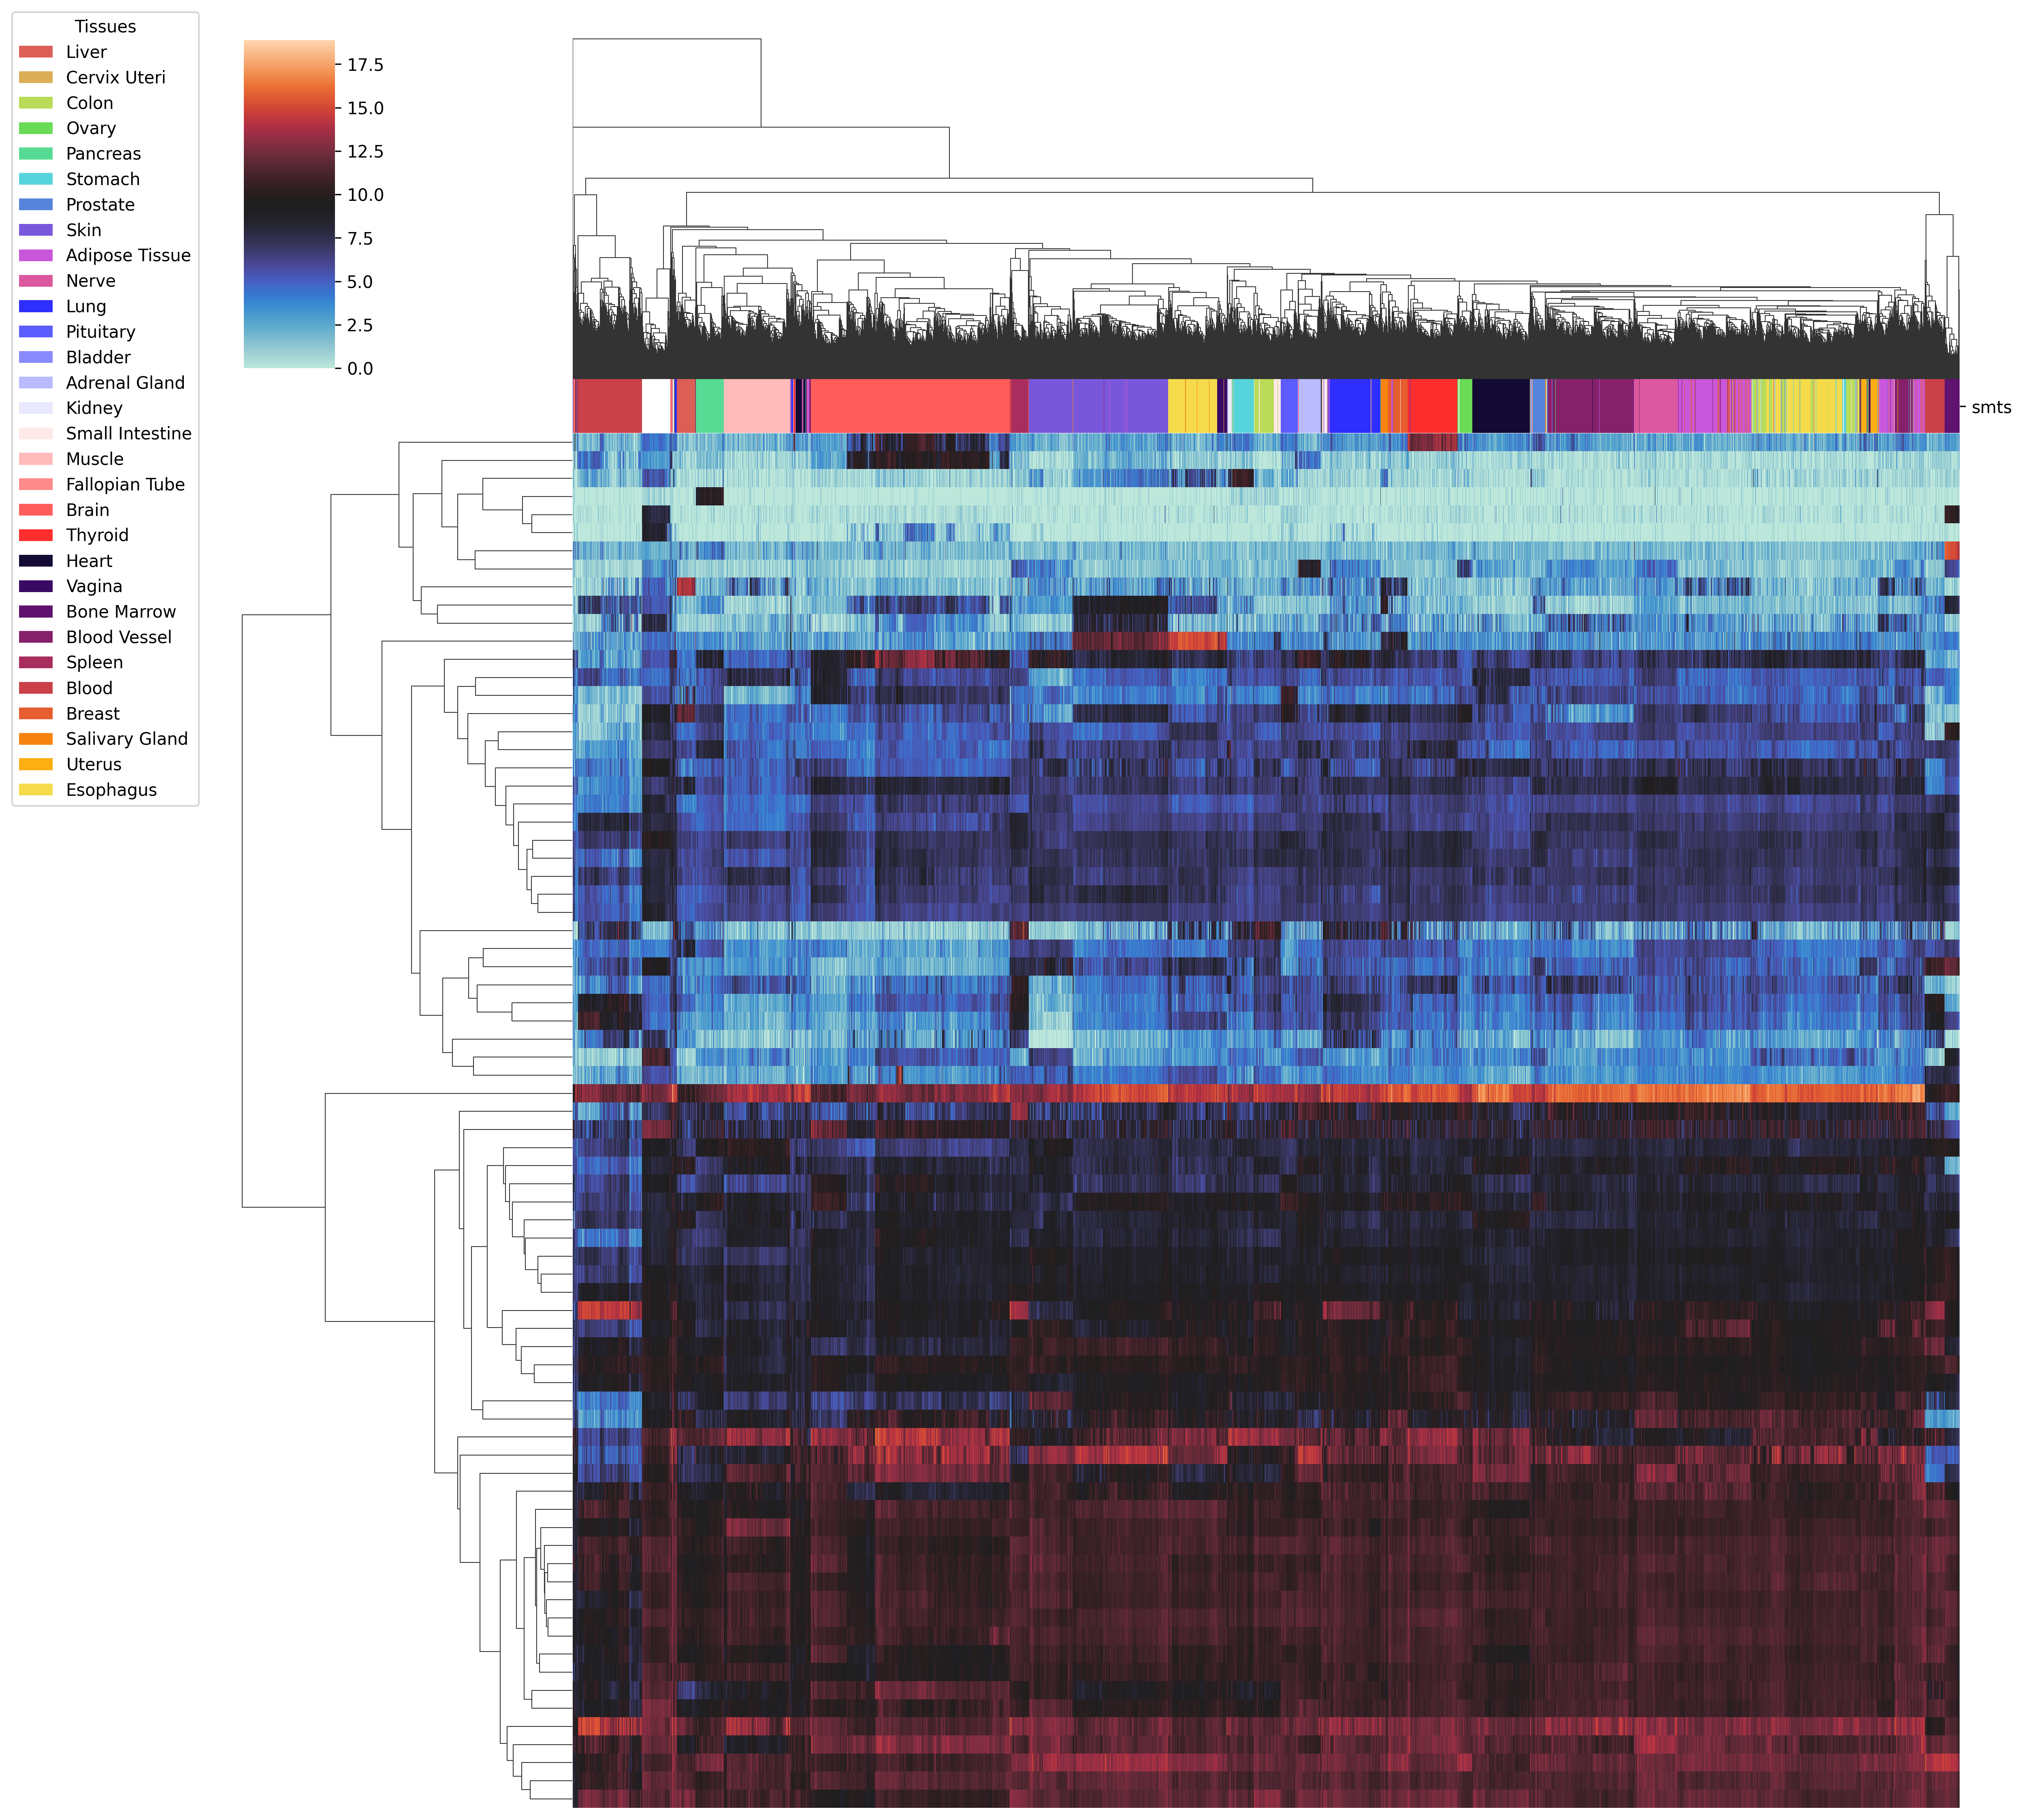 Tissues
Liver
Cervix Uteri
Colon
Ovary
Pancreas
Stomach
Prostate
Skin
Adipose Tissue
Nerve
Lung
Pituitary
Bladder
Adrenal Gland
Kidney
Small Intestine
Muscle
Fallopian Tube
Brain
Thyroid
Heart
Vagina
Bone Marrow
Blood Vessel
Spleen
Blood
Breast
Salivary Gland
Uterus
Esophagus
17.5
15.0
12.5
10.0
7.5
5.0
2.5
0.0
smts